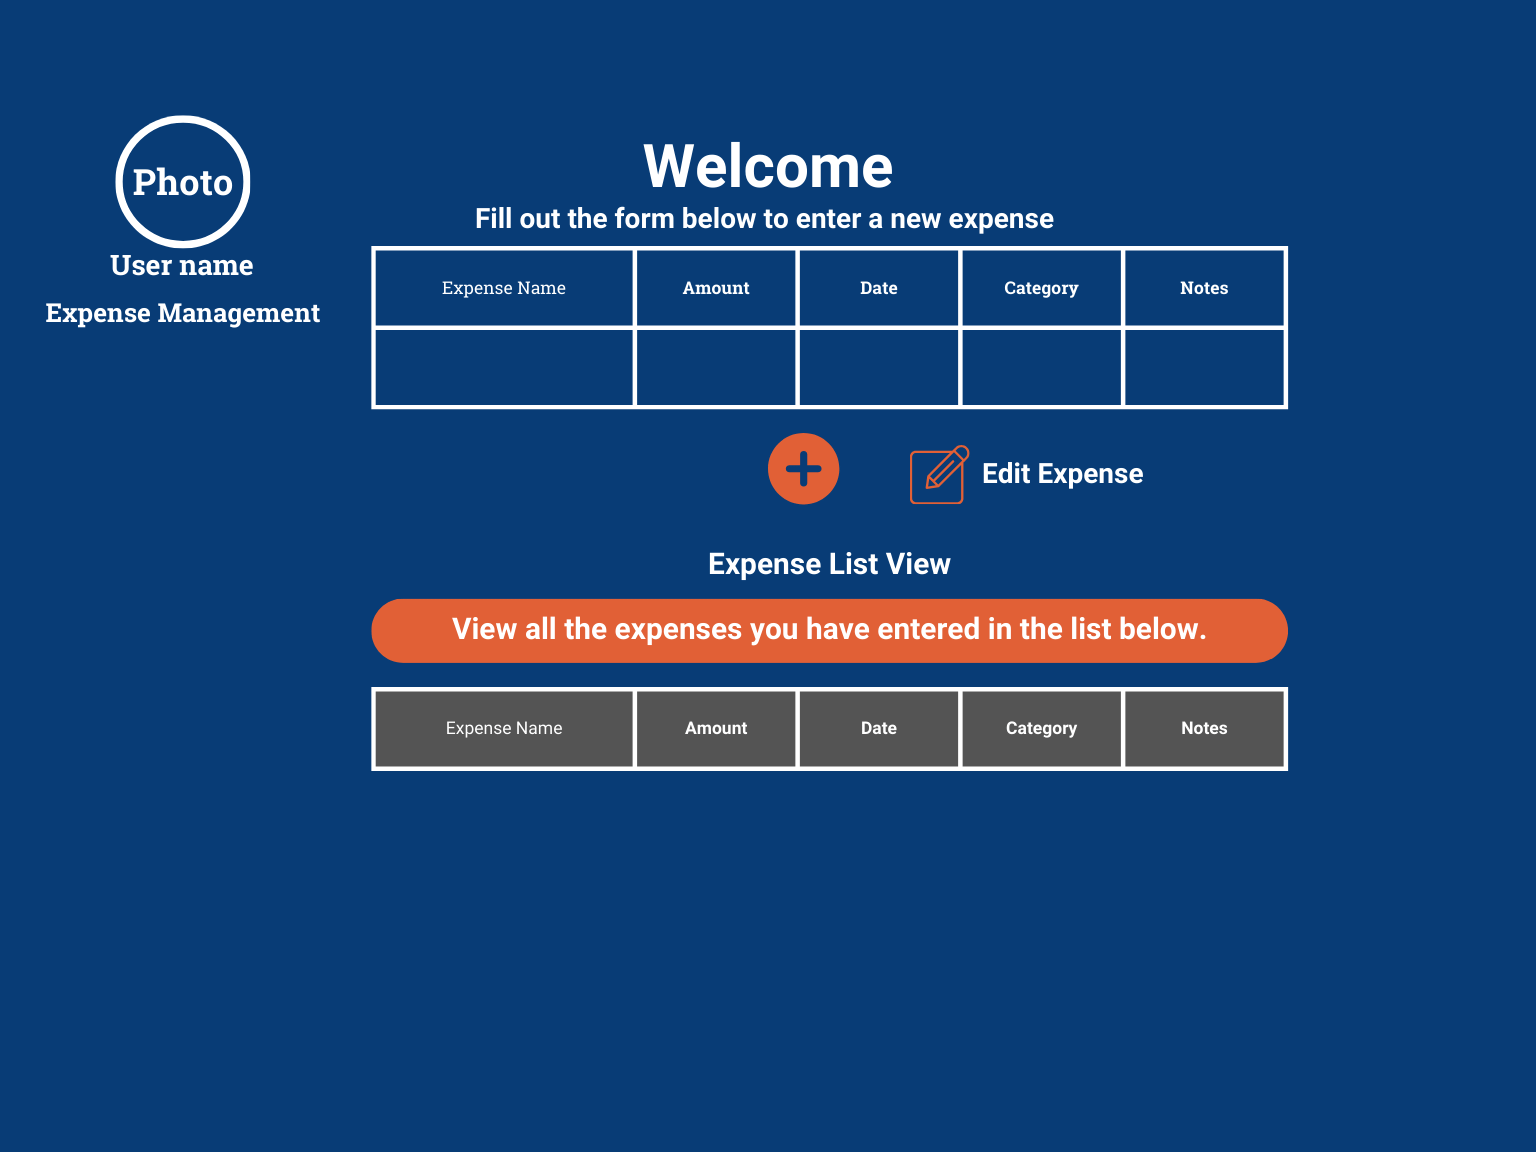 Photo
User name
Expense Management
Welcome
Fill out the form below to enter a new expense
Expense Name Amount Date Category Notes
Edit Expense
Expense List View
View all the expenses you have entered in the list below.
Expense Name Amount Date Category Notes